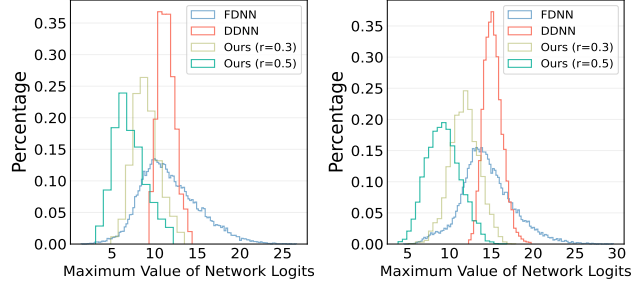 Percentage
0.35
0.30
0.25
0.20
0.15
0.10
0.05
0.00
5 10 15 20 25
Maximum Value of Network Logits
FDNN
DDNN
Ours (r=0.3)
Ours (r=0.5)
Percentage
0.35
0.30
0.25
0.20
0.15
0.10
0.05
0.00
5 10 15 20 25 30
Maximum Value of Network Logits
FDNN
DDNN
Ours (r=0.3)
Ours (r=0.5)